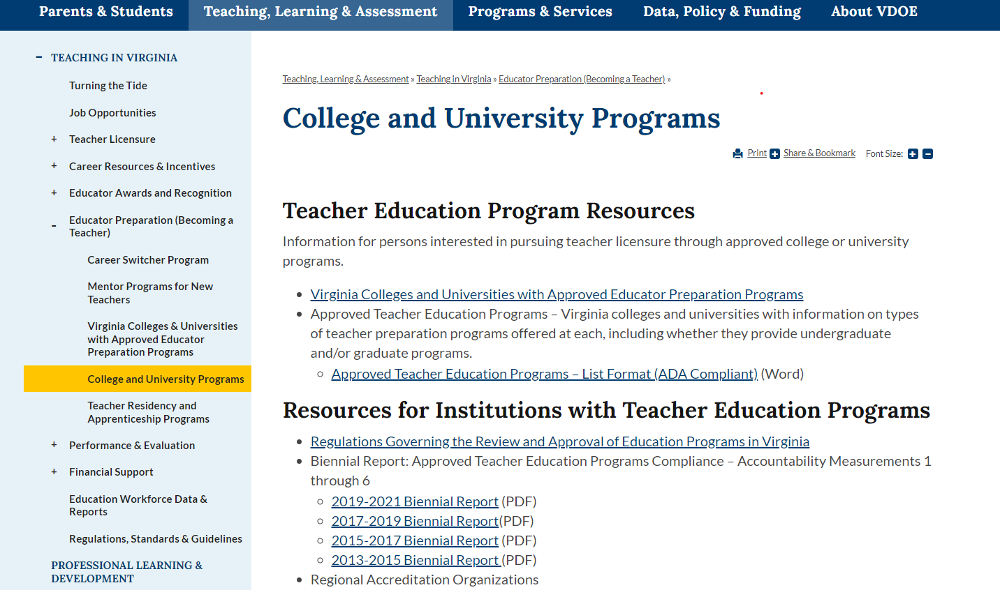 Parents & Students Teaching, Learning & Assessment Programs & Services Data, Policy & Funding About VDOE
− TEACHING IN VIRGINIA
Turning the Tide
Job Opportunities
+ Teacher Licensure
+ Career Resources & Incentives
+ Educator Awards and Recognition
- Educator Preparation (Becoming a
Teacher)
Career Switcher Program
Mentor Programs for New
Teachers
Virginia Colleges & Universities
with Approved Educator
Preparation Programs
College and University Programs
Teacher Residency and
Apprenticeship Programs
+ Performance & Evaluation
+ Financial Support
Education Workforce Data &
Reports
Regulations, Standards & Guidelines
PROFESSIONAL LEARNING &
DEVELOPMENT
Teaching, Learning & Assessment » Teaching in Virginia » Educator Preparation (Becoming a Teacher) »
College and University Programs
Print + Share & Bookmark Font Size: + −
Teacher Education Program Resources
Information for persons interested in pursuing teacher licensure through approved college or university
programs.
• Virginia Colleges and Universities with Approved Educator Preparation Programs
• Approved Teacher Education Programs – Virginia colleges and universities with information on types
of teacher preparation programs offered at each, including whether they provide undergraduate
and/or graduate programs.
◦ Approved Teacher Education Programs – List Format (ADA Compliant) (Word)
Resources for Institutions with Teacher Education Programs
• Regulations Governing the Review and Approval of Education Programs in Virginia
• Biennial Report: Approved Teacher Education Programs Compliance – Accountability Measurements 1
through 6
◦ 2019-2021 Biennial Report (PDF)
◦ 2017-2019 Biennial Report(PDF)
◦ 2015-2017 Biennial Report (PDF)
◦ 2013-2015 Biennial Report (PDF)
• Regional Accreditation Organizations